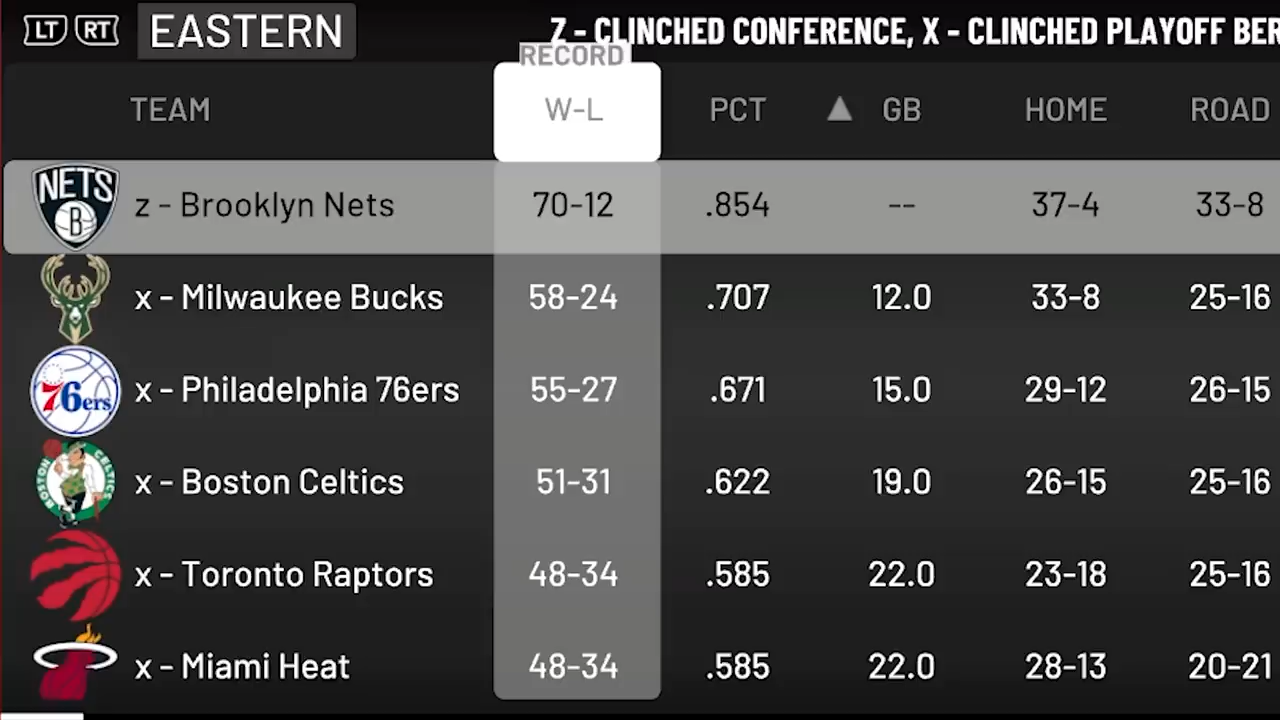 LT RT EASTERN Z - CLINCHED CONFERENCE, X - CLINCHED PLAYOFF BER
RECORD
TEAM W-L PCT ▲ GB HOME ROAD
NETS B z - Brooklyn Nets 70-12 .854 -- 37-4 33-8
x - Milwaukee Bucks 58-24 .707 12.0 33-8 25-16
76ers x - Philadelphia 76ers 55-27 .671 15.0 29-12 26-15
BOSTON CELTICS x - Boston Celtics 51-31 .622 19.0 26-15 25-16
x - Toronto Raptors 48-34 .585 22.0 23-18 25-16
x - Miami Heat 48-34 .585 22.0 28-13 20-21